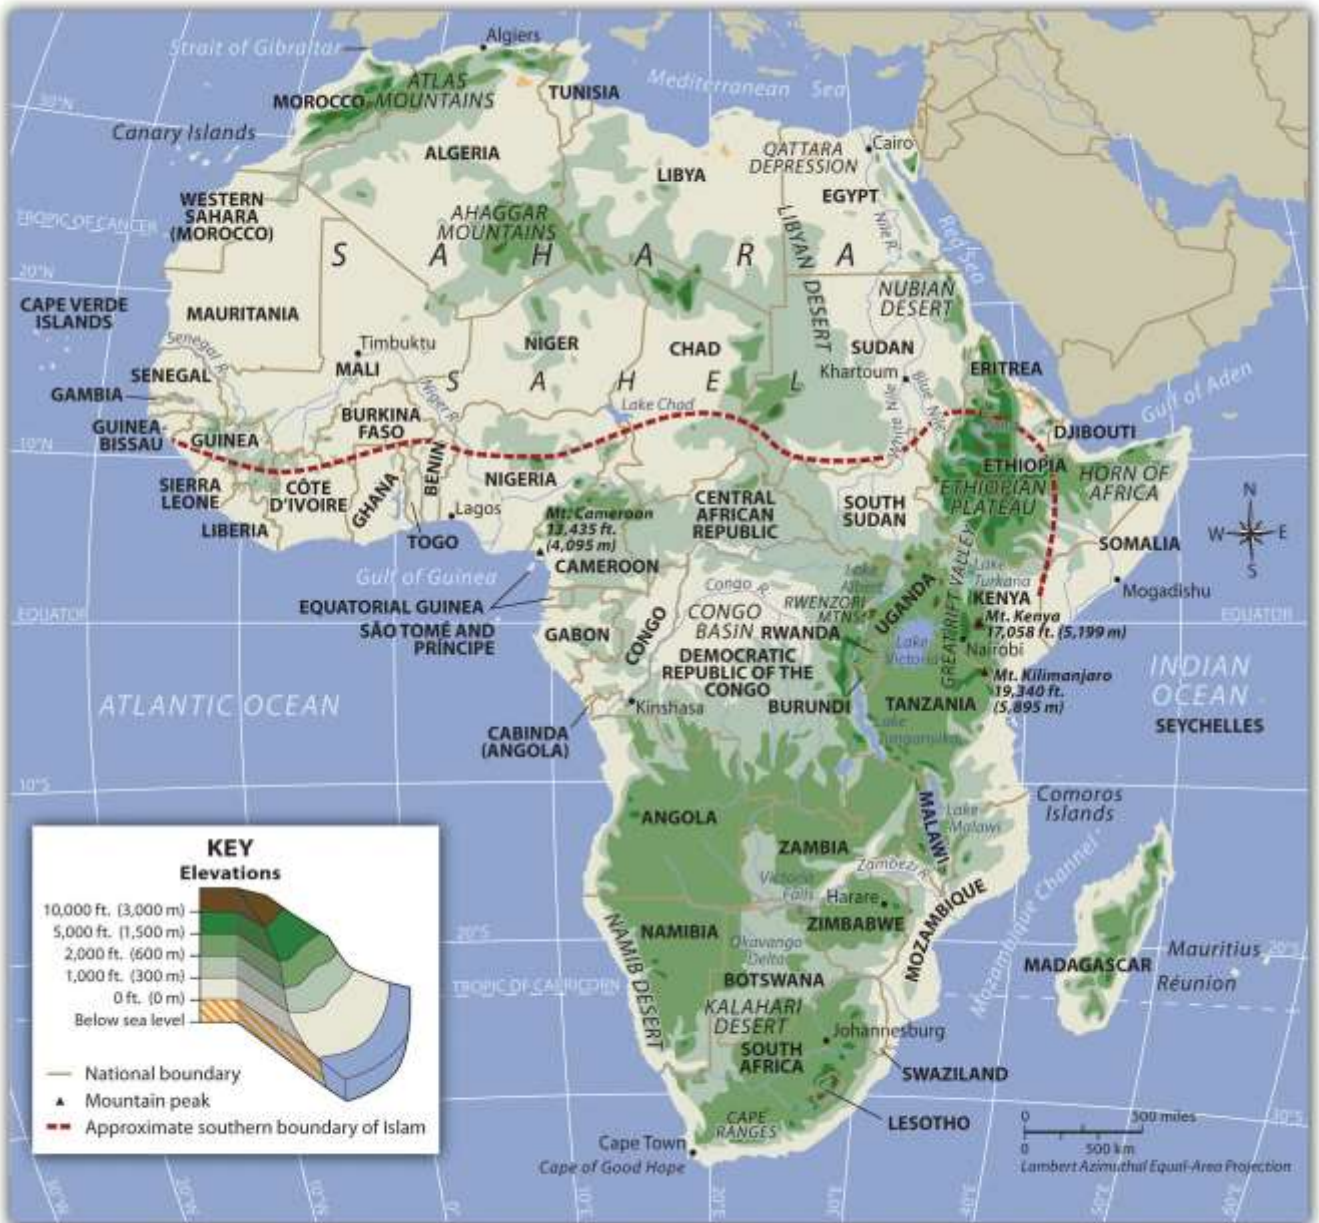 Strait of Gibraltar
Algiers
ATLAS
MOUNTAINS
MOROCCO
TUNISIA
Mediterranean Sea
30°N
Canary Islands
ALGERIA
LIBYA
QATTARA
DEPRESSION
Cairo
EGYPT
WESTERN
SAHARA
(MOROCCO)
TROPIC OF CANCER
AHAGGAR
MOUNTAINS
LIBYAN DESERT
Nile R.
Red Sea
S A H A R A
20°N
CAPE VERDE
ISLANDS
MAURITANIA
NUBIAN
DESERT
Senegal R.
Timbuktu
MALI
NIGER
CHAD
SUDAN
Khartoum
ERITREA
SENEGAL
GAMBIA
Niger R.
S A H E L
Blue Nile
White Nile
Gulf of Aden
Lake Chad
GUINEA-
BISSAU
GUINEA
BURKINA
FASO
10°N
BENIN
NIGERIA
DJIBOUTI
ETHIOPIA
ETHIOPIAN
PLATEAU
HORN OF
AFRICA
SIERRA
LEONE
CÔTE
D'IVOIRE
GHANA
LIBERIA
TOGO
Lagos
Mt. Cameroon
13,435 ft.
(4,095 m)
CAMEROON
CENTRAL
AFRICAN
REPUBLIC
SOUTH
SUDAN
SOMALIA
N
W
E
S
Gulf of Guinea
Mogadishu
EQUATORIAL GUINEA
SÃO TOMÉ AND
PRÍNCIPE
EQUATOR
GABON
CONGO
Congo R.
CONGO
BASIN
Lake
Albert
RWENZORI
MTNS.
UGANDA
GREAT RIFT VALLEY
Lake
Turkana
KENYA
Mt. Kenya
17,058 ft. (5,199 m)
EQUATOR
RWANDA
Lake
Victoria
Nairobi
DEMOCRATIC
REPUBLIC OF THE
CONGO
Mt. Kilimanjaro
19,340 ft.
(5,895 m)
INDIAN
OCEAN
ATLANTIC OCEAN
Kinshasa
BURUNDI
TANZANIA
SEYCHELLES
CABINDA
(ANGOLA)
Lake
Tanganyika
10°S
ANGOLA
MALAWI
Lake
Malawi
Comoros
Islands
ZAMBIA
Zambezi R.
Victoria
Falls
Harare
ZIMBABWE
MOZAMBIQUE
Mozambique Channel
20°S
NAMIBIA
NAMIB DESERT
Okavango
Delta
BOTSWANA
MADAGASCAR
Mauritius
20°S
Réunion
TROPIC OF CAPRICORN
KALAHARI
DESERT
Johannesburg
SOUTH
AFRICA
SWAZILAND
LESOTHO
CAPE
RANGES
Cape Town
Cape of Good Hope
30°S
KEY
Elevations
10,000 ft. (3,000 m)
5,000 ft. (1,500 m)
2,000 ft. (600 m)
1,000 ft. (300 m)
0 ft. (0 m)
Below sea level
National boundary
Mountain peak
Approximate southern boundary of Islam
0 500 miles
0 500 km
Lambert Azimuthal Equal-Area Projection
0°
10°E
20°E
30°E
40°E
50°E